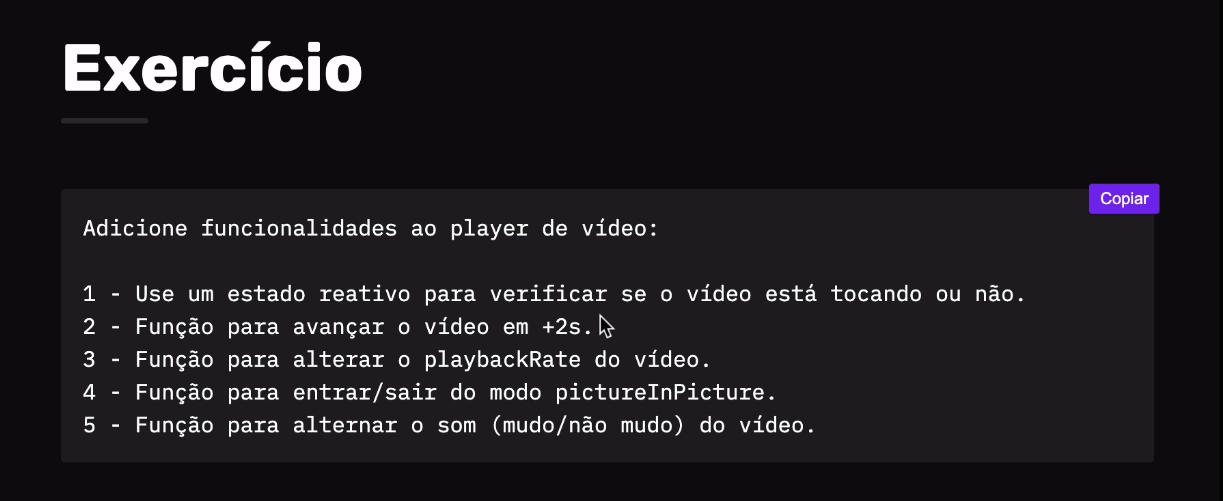 Exercício
Copiar
Adicione funcionalidades ao player de vídeo:
1 - Use um estado reativo para verificar se o vídeo está tocando ou não.
2 - Função para avançar o vídeo em +2s.
3 - Função para alterar o playbackRate do vídeo.
4 - Função para entrar/sair do modo pictureInPicture.
5 - Função para alternar o som (mudo/não mudo) do vídeo.